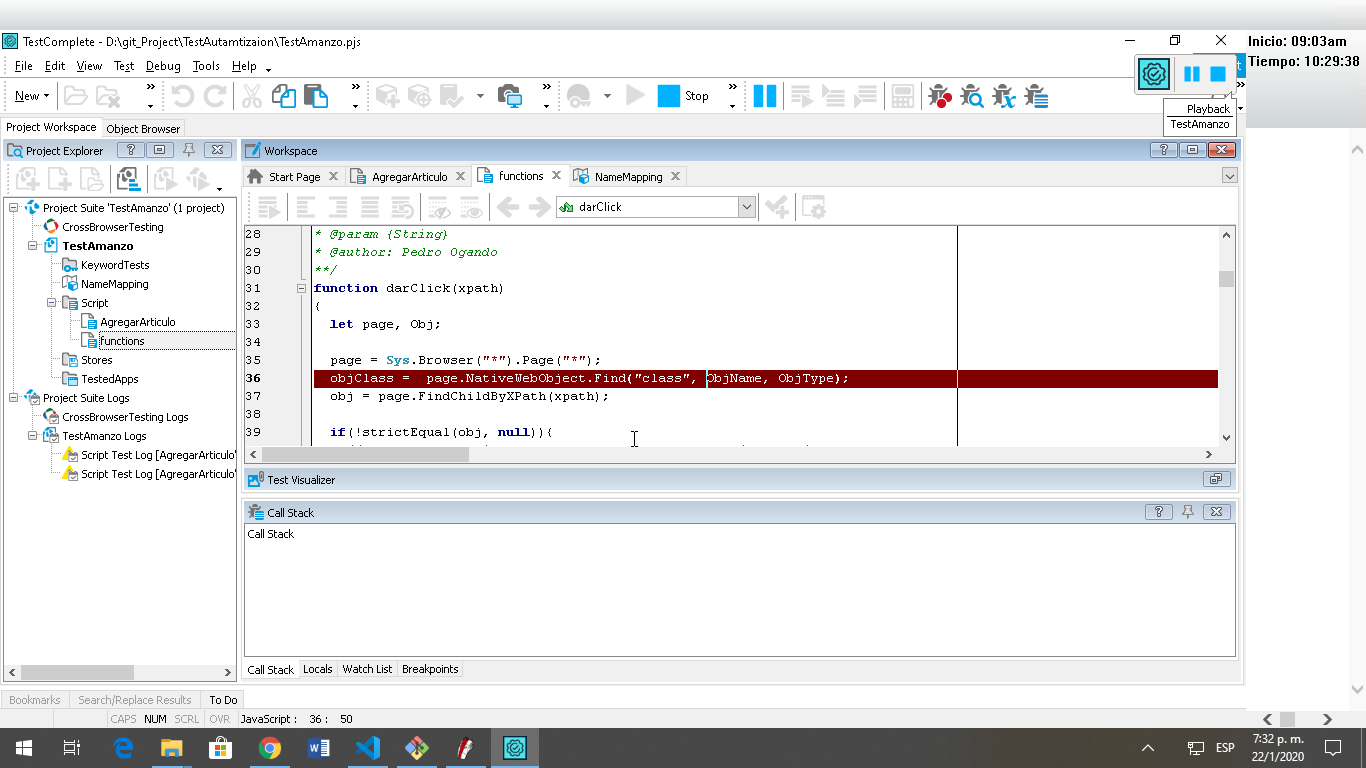 TestComplete - D:\git_Project\TestAutamtizaion\TestAmanzo.pjs
Inicio: 09:03am
Tiempo: 10:29:38
File Edit View Test Debug Tools Help
New
Stop
Playback
TestAmanzo
Project Workspace Object Browser
Project Explorer
Workspace
Start Page AgregarArticulo functions NameMapping
darClick
Project Suite 'TestAmanzo' (1 project)
CrossBrowserTesting
TestAmanzo
KeywordTests
NameMapping
Script
AgregarArticulo
functions
Stores
TestedApps
Project Suite Logs
CrossBrowserTesting Logs
TestAmanzo Logs
Script Test Log [AgregarArticulo'
Script Test Log [AgregarArticulo'
28 * @param {String}
29 * @author: Pedro Ogando
30 **/
31 function darClick(xpath)
32 {
33 let page, Obj;
34
35 page = Sys.Browser("*").Page("*");
36 objClass = page.NativeWebObject.Find("class", ObjName, ObjType);
37 obj = page.FindChildByXPath(xpath);
38
39 if(!strictEqual(obj, null)){
Test Visualizer
Call Stack
Call Stack
Call Stack Locals Watch List Breakpoints
Bookmarks Search/Replace Results To Do
CAPS NUM SCRL OVR JavaScript : 36 : 50
ESP
7:32 p. m.
22/1/2020